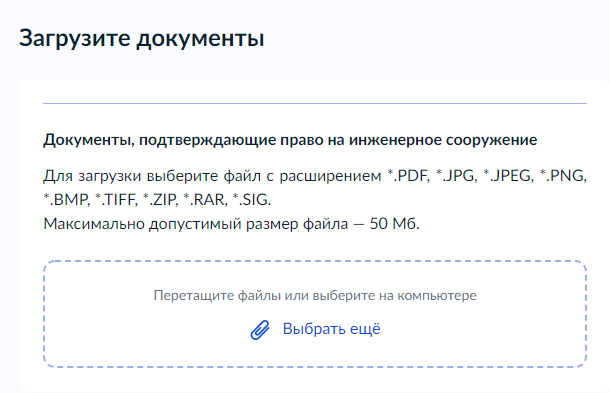 Загрузите документы
Документы, подтверждающие право на инженерное сооружение
Для загрузки выберите файл с расширением *.PDF, *.JPG, *.JPEG, *.PNG,
*.BMP, *.TIFF, *.ZIP, *.RAR, *.SIG.
Максимально допустимый размер файла — 50 Мб.
Перетащите файлы или выберите на компьютере
Выбрать ещё